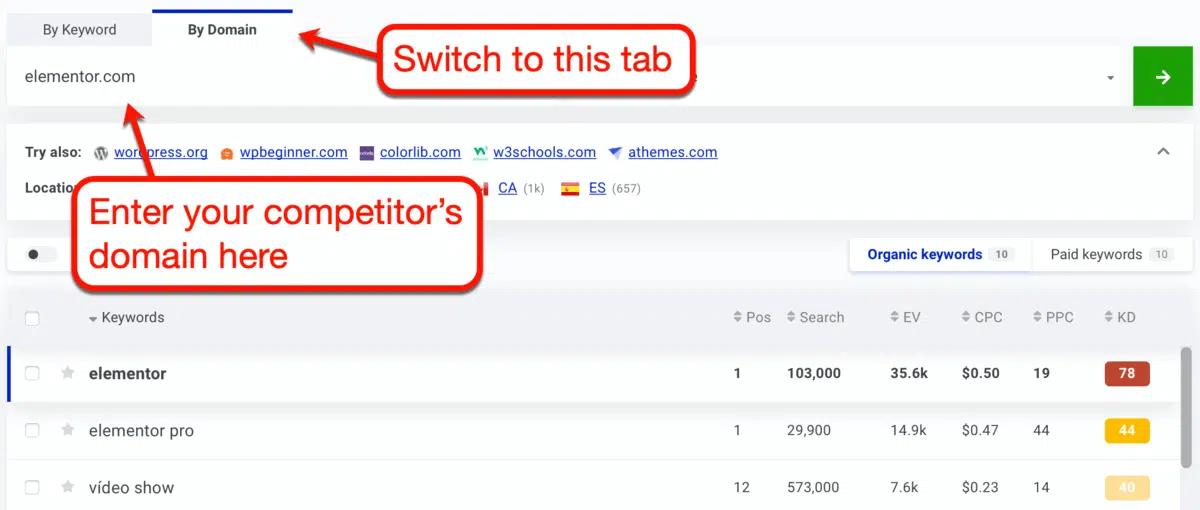 By Keyword By Domain
Switch to this tab
elementor.com
Try also: wordpress.org wpbeginner.com colorlib.com w3schools.com athemes.com
CA (1k) ES (657)
Enter your competitor’s
domain here
Organic keywords 10 Paid keywords 10
Keywords Pos Search EV CPC PPC KD
elementor 1 103,000 35.6k $0.50 19 78
elementor pro 1 29,900 14.9k $0.47 44 44
vídeo show 12 573,000 7.6k $0.23 14 40